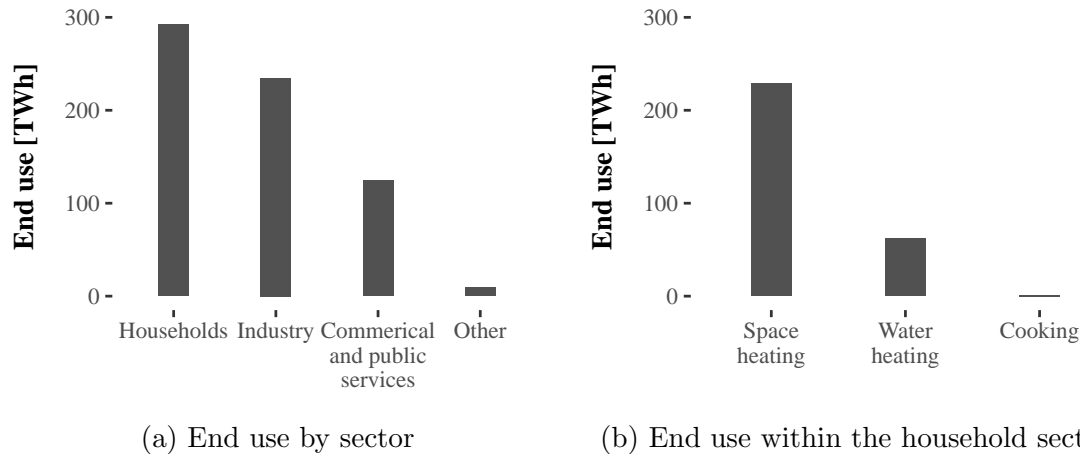 End use [TWh]
300
200
100
0
Households Industry Commerical Other
and public
services
(a) End use by sector
End use [TWh]
300
200
100
0
Space Water Cooking
heating heating
(b) End use within the household sect